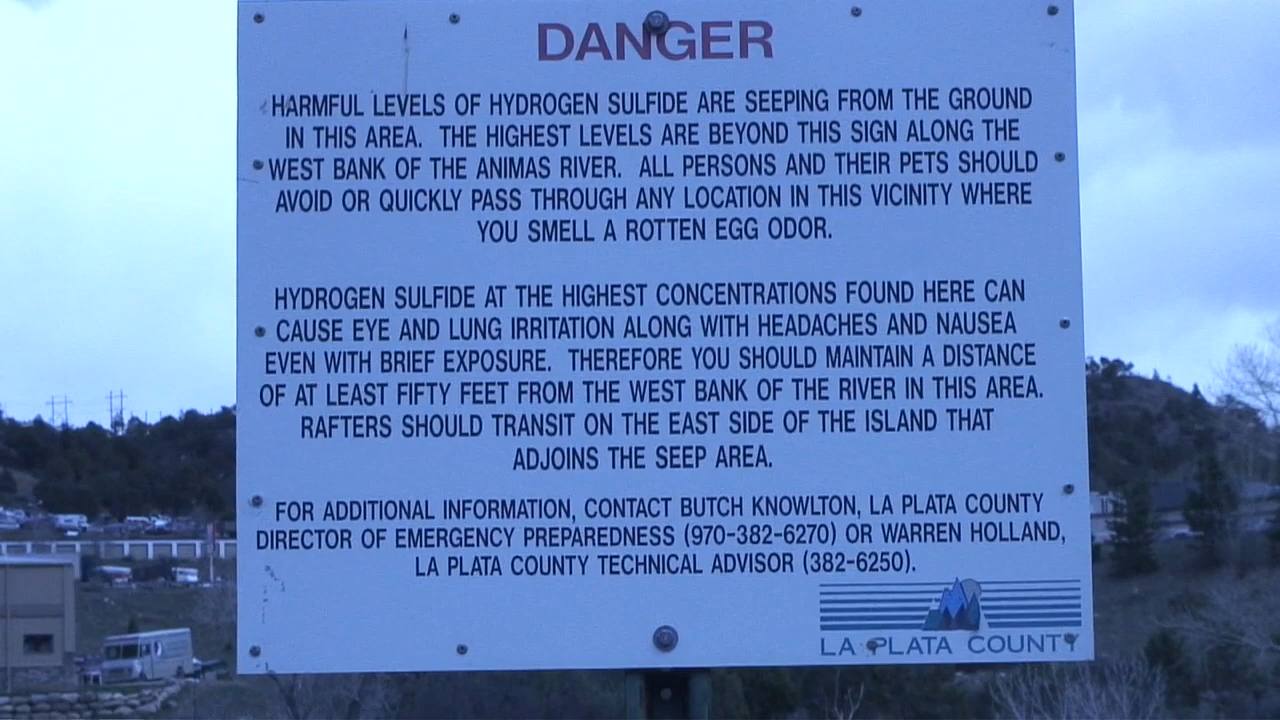 DANGER
HARMFUL LEVELS OF HYDROGEN SULFIDE ARE SEEPING FROM THE GROUND
IN THIS AREA. THE HIGHEST LEVELS ARE BEYOND THIS SIGN ALONG THE
WEST BANK OF THE ANIMAS RIVER. ALL PERSONS AND THEIR PETS SHOULD
AVOID OR QUICKLY PASS THROUGH ANY LOCATION IN THIS VICINITY WHERE
YOU SMELL A ROTTEN EGG ODOR.
HYDROGEN SULFIDE AT THE HIGHEST CONCENTRATIONS FOUND HERE CAN
CAUSE EYE AND LUNG IRRITATION ALONG WITH HEADACHES AND NAUSEA
EVEN WITH BRIEF EXPOSURE. THEREFORE YOU SHOULD MAINTAIN A DISTANCE
OF AT LEAST FIFTY FEET FROM THE WEST BANK OF THE RIVER IN THIS AREA.
RAFTERS SHOULD TRANSIT ON THE EAST SIDE OF THE ISLAND THAT
ADJOINS THE SEEP AREA.
FOR ADDITIONAL INFORMATION, CONTACT BUTCH KNOWLTON, LA PLATA COUNTY
DIRECTOR OF EMERGENCY PREPAREDNESS (970-382-6270) OR WARREN HOLLAND,
LA PLATA COUNTY TECHNICAL ADVISOR (382-6250).
LA PLATA COUNTY